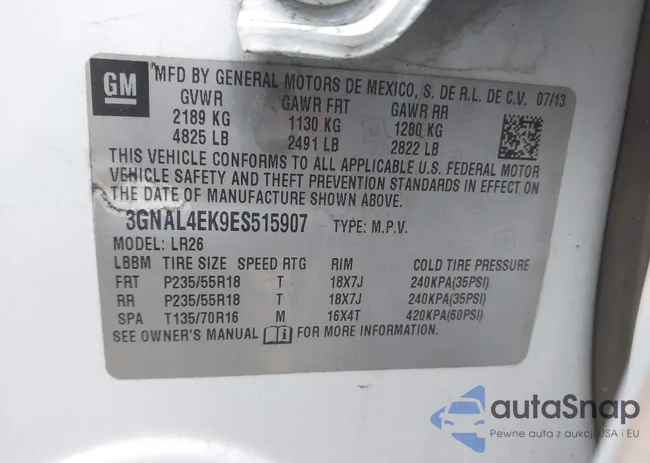 GM
MFD BY GENERAL MOTORS DE MEXICO, S. DE R.L. DE C.V. 07/13
GVWR GAWR FRT GAWR RR
2189 KG 1130 KG 1280 KG
4825 LB 2491 LB 2822 LB
THIS VEHICLE CONFORMS TO ALL APPLICABLE U.S. FEDERAL MOTOR
VEHICLE SAFETY AND THEFT PREVENTION STANDARDS IN EFFECT ON
THE DATE OF MANUFACTURE SHOWN ABOVE.
3GNAL4EK9ES515907 TYPE: M.P.V.
MODEL: LR26
LBBM TIRE SIZE SPEED RTG RIM COLD TIRE PRESSURE
FRT P235/55R18 T 18X7J 240KPA(35PSI)
RR P235/55R18 T 18X7J 240KPA(35PSI)
SPA T135/70R16 M 16X4T 420KPA(60PSI)
SEE OWNER'S MANUAL FOR MORE INFORMATION.
autaSnap
Pewne auta z aukcji USA i EU